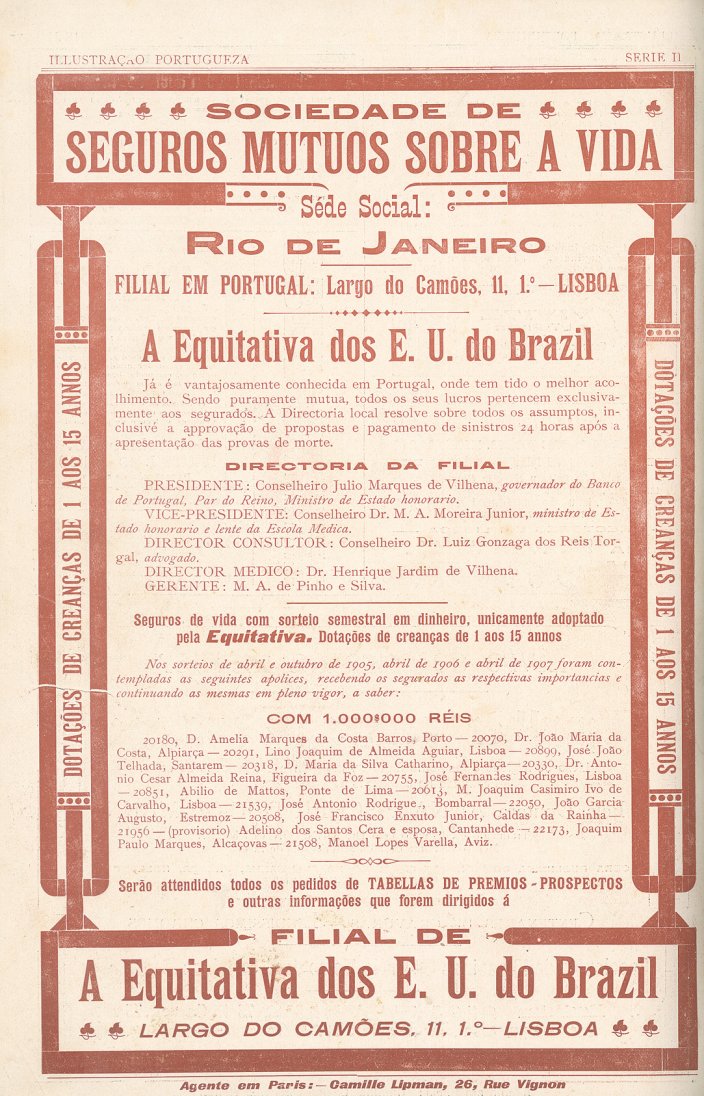 ILLUSTRAÇÃO PORTUGUEZA
SERIE II
SOCIEDADE DE
SEGUROS MUTUOS SOBRE A VIDA
Séde Social:
RIO DE JANEIRO
FILIAL EM PORTUGAL: Largo do Camões, 11, 1.º—LISBOA
A Equitativa dos E. U. do Brazil
Já é vantajosamente conhecida em Portugal, onde tem tido o melhor aco-
lhimento. Sendo puramente mutua, todos os seus lucros pertencem exclusiva-
mente aos segurados. A Directoria local resolve sobre todos os assumptos, in-
clusivé a approvação de propostas e pagamento de sinistros 24 horas após a
apresentação das provas de morte.
DIRECTORIA DA FILIAL
PRESIDENTE: Conselheiro Julio Marques de Vilhena, governador do Banco
de Portugal, Par do Reino, Ministro de Estado honorario.
VICE-PRESIDENTE: Conselheiro Dr. M. A. Moreira Junior, ministro de Es-
tado honorario e lente da Escola Medica.
DIRECTOR CONSULTOR: Conselheiro Dr. Luiz Gonzaga dos Reis Tor-
gal, advogado.
DIRECTOR MEDICO: Dr. Henrique Jardim de Vilhena.
GERENTE: M. A. de Pinho e Silva.
Seguros de vida com sorteio semestral em dinheiro, unicamente adoptado
pela Equitativa. Dotações de creanças de 1 aos 15 annos
Nos sorteios de abril e outubro de 1905, abril de 1906 e abril de 1907 foram con-
templadas as seguintes apolices, recebendo os segurados as respectivas importancias e
continuando as mesmas em pleno vigor, a saber:
COM 1.000$000 RÉIS
20180, D. Amelia Marques da Costa Barros, Porto — 20070, Dr. João Maria da
Costa, Alpiarça — 20291, Lino Joaquim de Almeida Aguiar, Lisboa — 20899, José João
Telhada, Santarem — 20318, D. Maria da Silva Catharino, Alpiarça — 20330, Dr. Anto-
nio Cesar Almeida Reina, Figueira da Foz — 20755, José Fernandes Rodrigues, Lisboa
— 20851, Abilio de Mattos, Ponte de Lima — 20613, M. Joaquim Casimiro Ivo de
Carvalho, Lisboa — 21539, José Antonio Rodrigue, Bombarral — 22050, João Garcia
Augusto, Estremoz — 20508, José Francisco Enxuto Junior, Caldas da Rainha —
21956 — (provisorio) Adelino dos Santos Cera e esposa, Cantanhede — 22173, Joaquim
Paulo Marques, Alcaçovas — 21508, Manoel Lopes Varella, Aviz.
Serão attendidos todos os pedidos de TABELLAS DE PREMIOS - PROSPECTOS
e outras informações que forem dirigidos á
DOTAÇÕES DE CREANÇAS DE 1 AOS 15 ANNOS
DOTAÇÕES DE CREANÇAS DE 1 AOS 15 ANNOS
FILIAL DE
A Equitativa dos E. U. do Brazil
LARGO DO CAMÕES, 11, 1.º—LISBOA
Agente em Paris:—Camille Lipman, 26, Rue Vignon